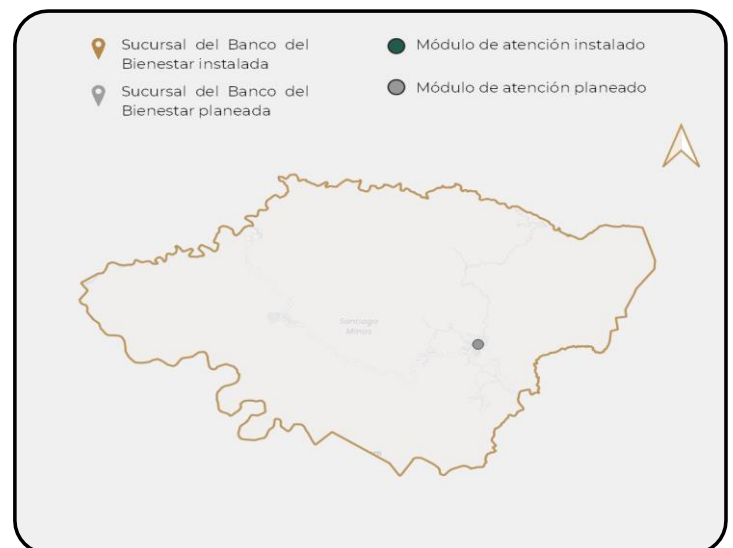 Sucursal del Banco del
Bienestar instalada
Sucursal del Banco del
Bienestar planeada
Módulo de atención instalado
Módulo de atención planeado
Santiago
Minas